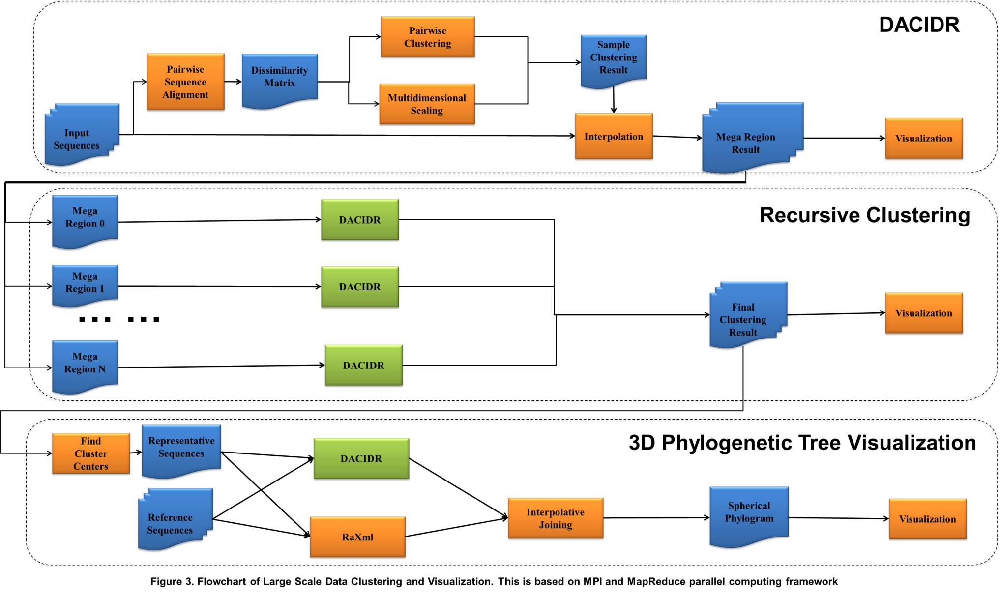 DACIDR
Pairwise
Clustering
Sample
Clustering
Result
Pairwise
Sequence
Alignment
Dissimilarity
Matrix
Multidimensional
Scaling
Input
Sequences
Interpolation
Mega Region
Result
Visualization
Recursive Clustering
Mega
Region 0
DACIDR
Mega
Region 1
DACIDR
... ...
Final
Clustering
Result
Visualization
Mega
Region N
DACIDR
3D Phylogenetic Tree Visualization
Find
Cluster
Centers
Representative
Sequences
DACIDR
Reference
Sequences
RaXml
Interpolative
Joining
Spherical
Phylogram
Visualization
Figure 3. Flowchart of Large Scale Data Clustering and Visualization. This is based on MPI and MapReduce parallel computing framework